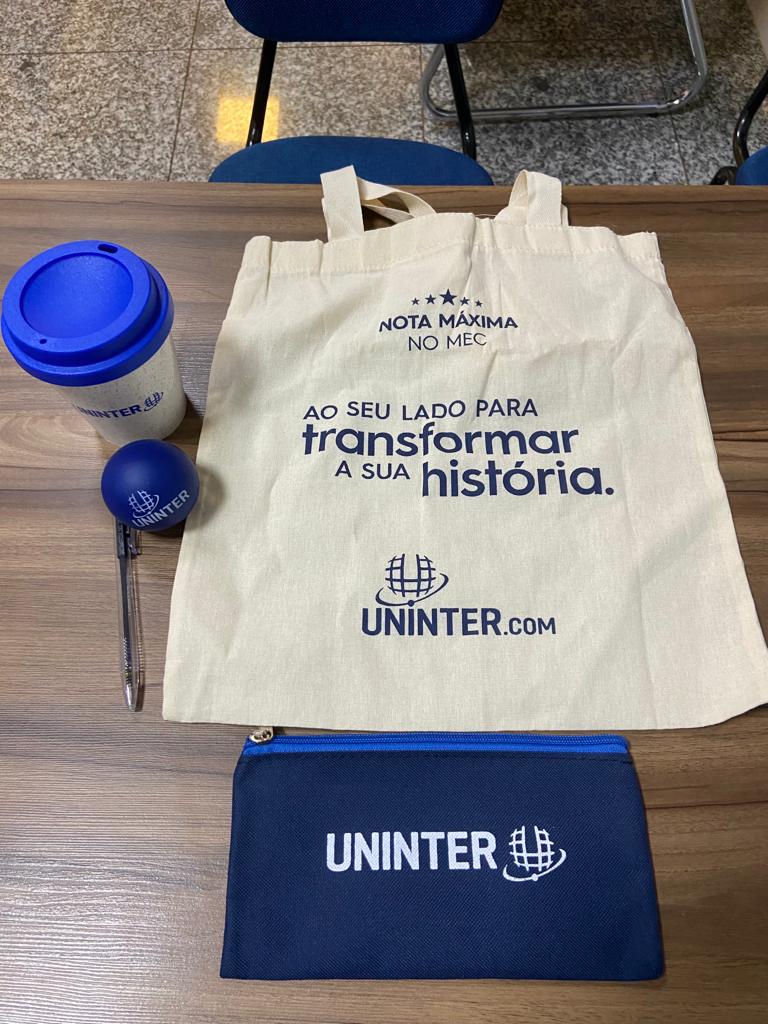 NOTA MÁXIMA
NO MEC
AO SEU LADO PARA
transformar
A SUA história.
UNINTER.COM
UNINTER
UNINTER
UNINTER